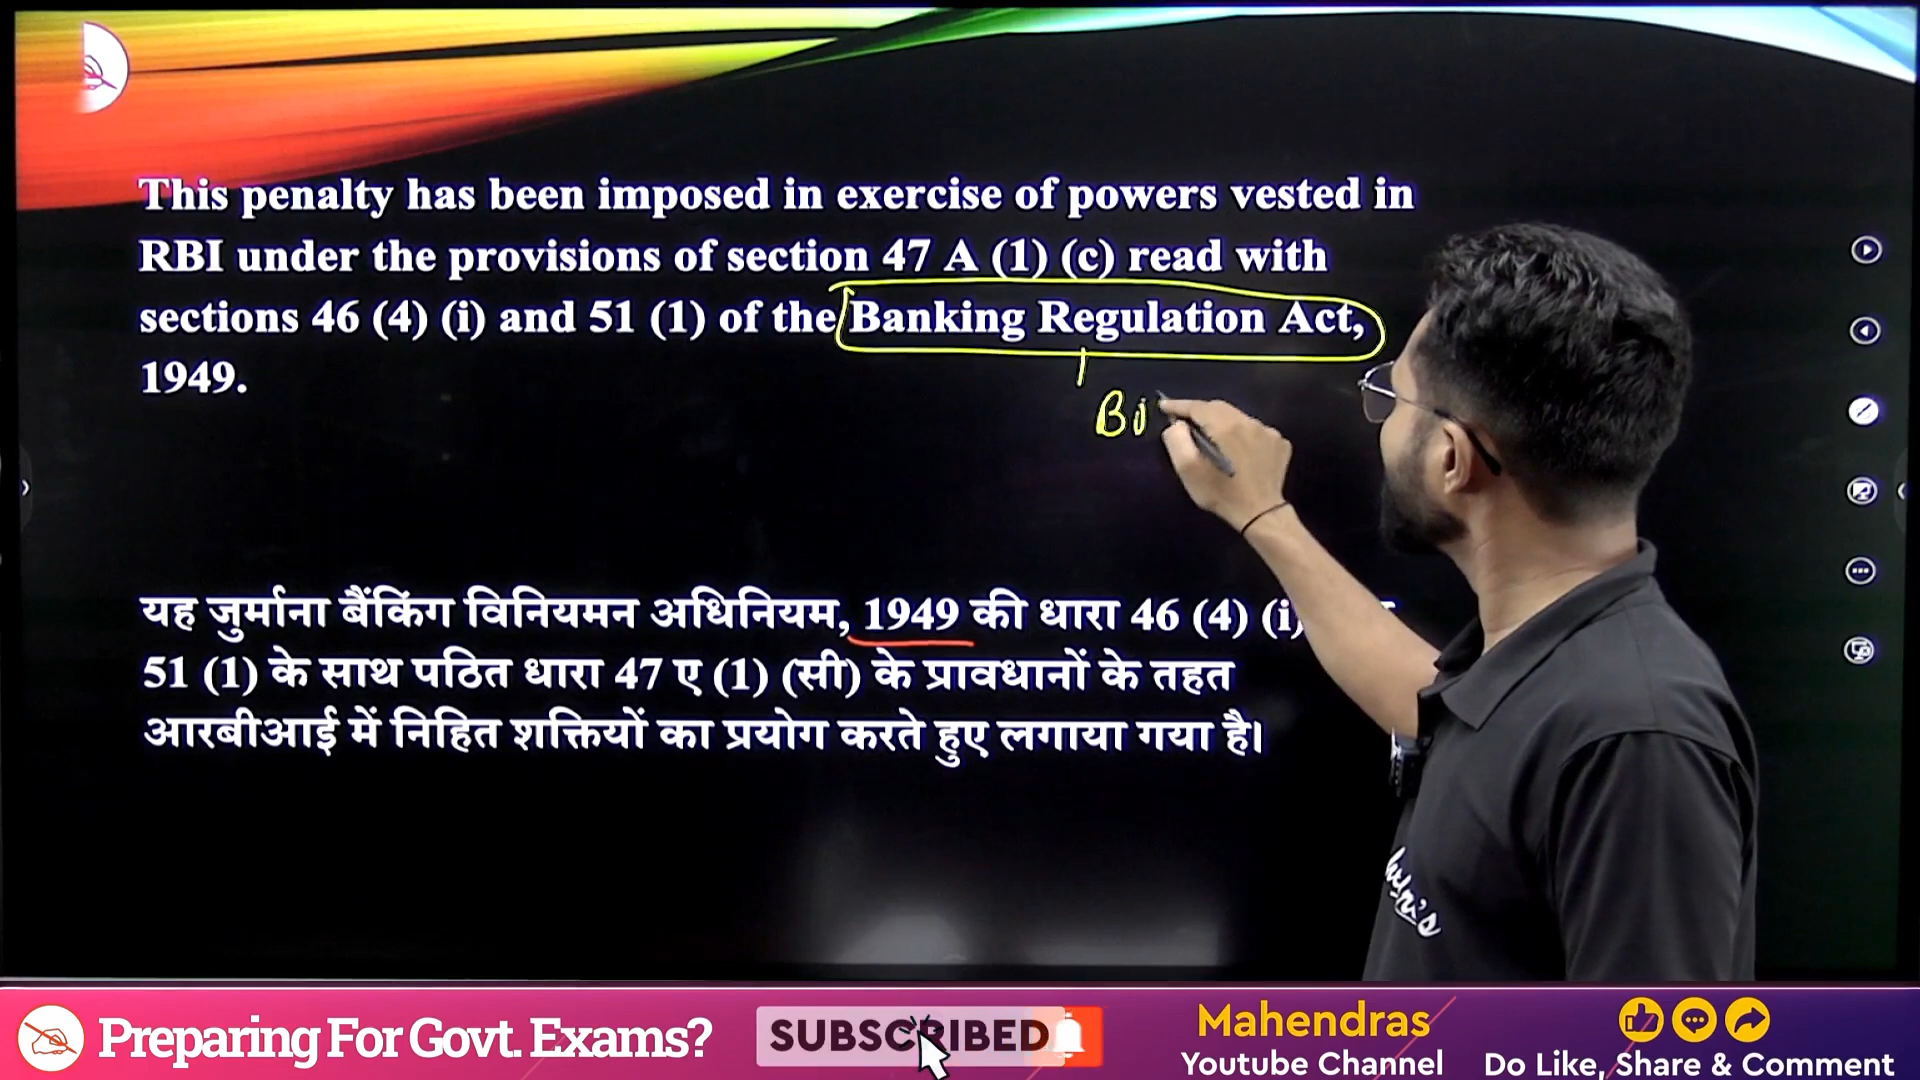 This penalty has been imposed in exercise of powers vested in
RBI under the provisions of section 47 A (1) (c) read with
sections 46 (4) (i) and 51 (1) of the Banking Regulation Act,
1949.
यह जुर्माना बैंकिंग विनियमन अधिनियम, 1949 की धारा 46 (4) (i)
51 (1) के साथ पठित धारा 47 ए (1) (सी) के प्रावधानों के तहत
आरबीआई में निहित शक्तियों का प्रयोग करते हुए लगाया गया है।
Preparing For Govt. Exams?
SUBSCRIBED
Mahendras
Youtube Channel
Do Like, Share & Comment